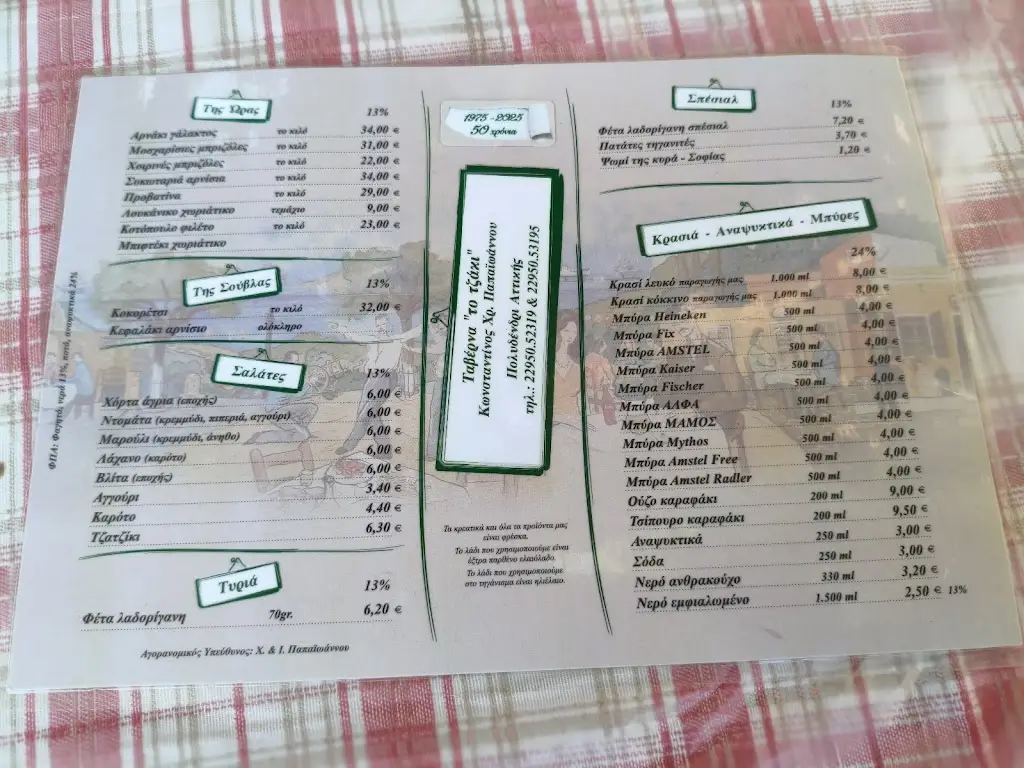 Της Ώρας
13%
Αρνάκι γάλακτος το κιλό 34,00 €
Μοσχαρίσιες μπριζόλες το κιλό 31,00 €
Χοιρινές μπριζόλες το κιλό 22,00 €
Συκωταριά αρνίσια το κιλό 34,00 €
Προβατίνα το κιλό 29,00 €
Λουκάνικο χωριάτικο τεμάχιο 9,00 €
Κοτόπουλο φιλέτο το κιλό 23,00 €
Μπιφτέκι χωριάτικο
Της Σούβλας
13%
Κοκορέτσι το κιλό 32,00 €
Κεφαλάκι αρνίσιο ολόκληρο
Σαλάτες
13%
Χόρτα άγρια (εποχής) 6,00 €
Ντομάτα (κρεμμύδι, πιπεριά, αγγούρι) 6,00 €
Μαρούλι (κρεμμύδι, άνηθο) 6,00 €
Λάχανο (καρότο) 6,00 €
Βλίτα (εποχής) 6,00 €
Αγγούρι 3,40 €
Καρότο 4,40 €
Τζατζίκι 6,30 €
Τυριά
13%
Φέτα λαδορίγανη 70gr. 6,20 €
Αγορανομικός Υπεύθυνος: Χ. & Ι. Παπαϊωάννου
ΦΠΑ: Φαγητό, τυριά 13%, ποτό, αναψυκτικά 24%
1975 - 2025
50 χρόνια
Ταβέρνα "το τζάκι"
Κωνσταντίνος Χρ. Παπαϊωάννου
Πολυδένδρι Αττικής
τηλ.: 22950.52319 & 22950.53195
Τα κρεατικά και όλα τα προϊόντα μας
είναι φρέσκα.
Το λάδι που χρησιμοποιούμε είναι
έξτρα παρθένο ελαιόλαδο.
Το λάδι που χρησιμοποιούμε
στο τηγάνισμα είναι ηλιέλαιο.
Σπέσιαλ
13%
Φέτα λαδορίγανη σπέσιαλ 7,20 €
Πατάτες τηγανιτές 3,70 €
Ψωμί της κυρά - Σοφίας 1,20 €
Κρασιά - Αναψυκτικά - Μπύρες
24%
Κρασί λευκό παραγωγής μας 1.000 ml 8,00 €
Κρασί κόκκινο παραγωγής μας 1.000 ml 8,00 €
Μπύρα Heineken 500 ml 4,00 €
Μπύρα Fix 500 ml 4,00 €
Μπύρα AMSTEL 500 ml 4,00 €
Μπύρα Kaiser 500 ml 4,00 €
Μπύρα Fischer 500 ml 4,00 €
Μπύρα ΑΛΦΑ 500 ml 4,00 €
Μπύρα ΜΑΜΟΣ 500 ml 4,00 €
Μπύρα Mythos 500 ml 4,00 €
Μπύρα Amstel Free 500 ml 4,00 €
Μπύρα Amstel Radler 500 ml 4,00 €
Ούζο καραφάκι 200 ml 9,00 €
Τσίπουρο καραφάκι 200 ml 9,50 €
Αναψυκτικά 250 ml 3,00 €
Σόδα 250 ml 3,00 €
Νερό ανθρακούχο 330 ml 3,20 €
Νερό εμφιαλωμένο 1.500 ml 2,50 € 13%